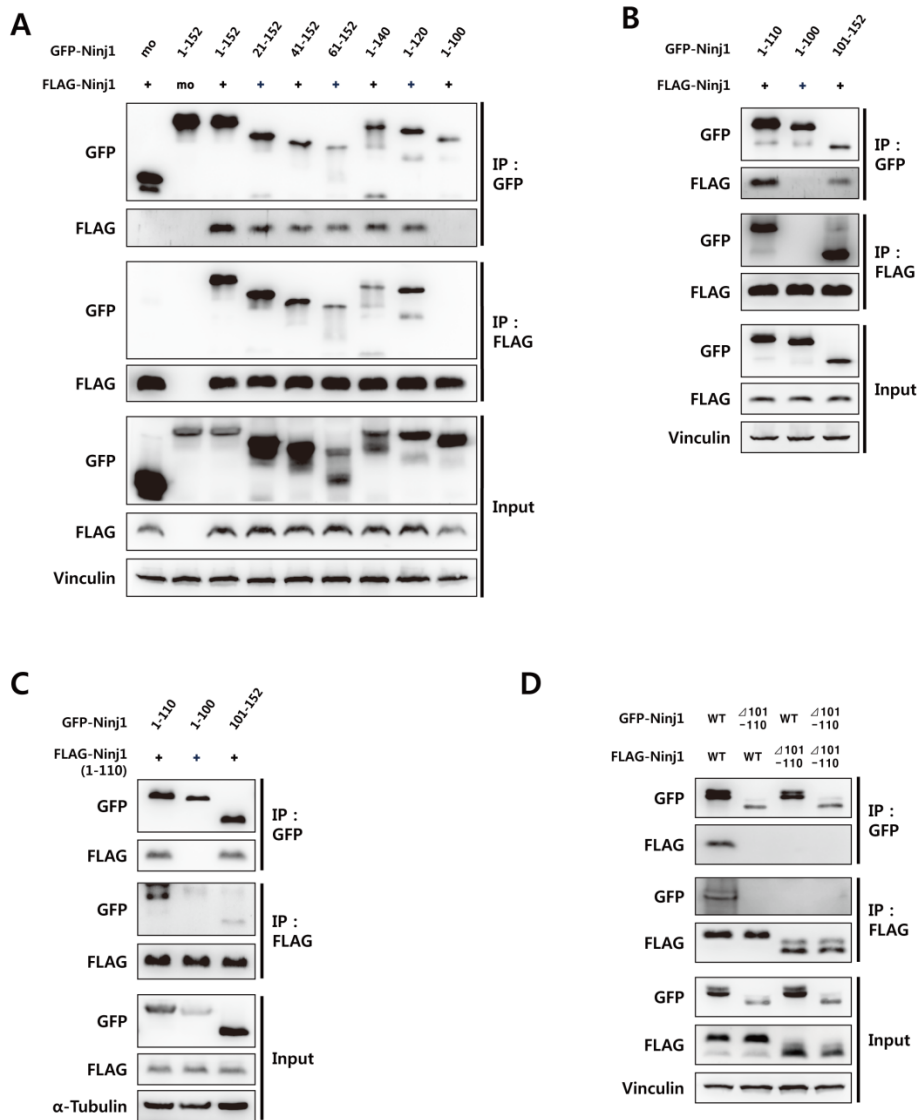 A
GFP-Ninj1 mo 1-152 1-152 21-152 41-152 61-152 1-140 1-120 1-100
FLAG-Ninj1 + mo + + + + + + +
GFP
IP :
GFP
FLAG
GFP
IP :
FLAG
FLAG
GFP
Input
FLAG
Vinculin
B
GFP-Ninj1 1-110 1-100 101-152
FLAG-Ninj1 + + +
GFP
IP :
GFP
FLAG
GFP
IP :
FLAG
FLAG
GFP
Input
FLAG
Vinculin
C
GFP-Ninj1 1-110 1-100 101-152
FLAG-Ninj1 + + +
(1-110)
GFP
IP :
GFP
FLAG
GFP
IP :
FLAG
FLAG
GFP
Input
FLAG
α-Tubulin
D
GFP-Ninj1 WT ⊿101-110 WT ⊿101-110
FLAG-Ninj1 WT WT ⊿101-110 ⊿101-110
GFP
IP :
GFP
FLAG
GFP
IP :
FLAG
FLAG
GFP
Input
FLAG
Vinculin